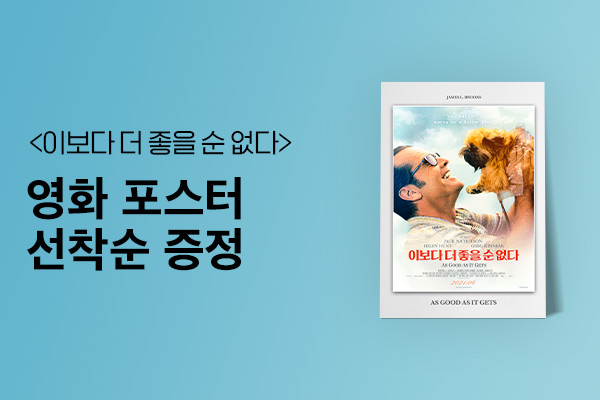 <이보다 더 좋을 순 없다>
영화 포스터
선착순 증정
JAMES L. BROOKS
JACK NICHOLSON
HELEN HUNT GREG KINNEAR
이보다 더 좋을 순 없다
AS GOOD AS IT GETS
2021.06
AS GOOD AS IT GETS